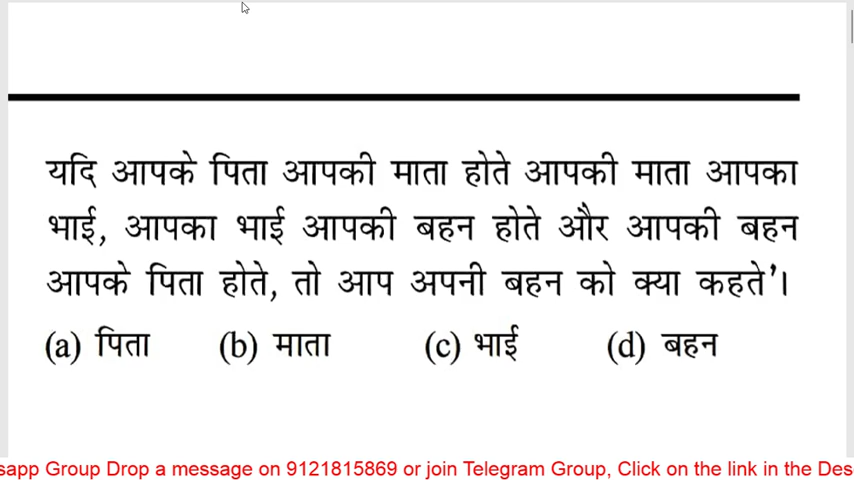 यदि आपके पिता आपकी माता होते आपकी माता आपका
भाई, आपका भाई आपकी बहन होते और आपकी बहन
आपके पिता होते, तो आप अपनी बहन को क्या कहते’।
(a) पिता (b) माता (c) भाई (d) बहन
sapp Group Drop a message on 9121815869 or join Telegram Group, Click on the link in the Des